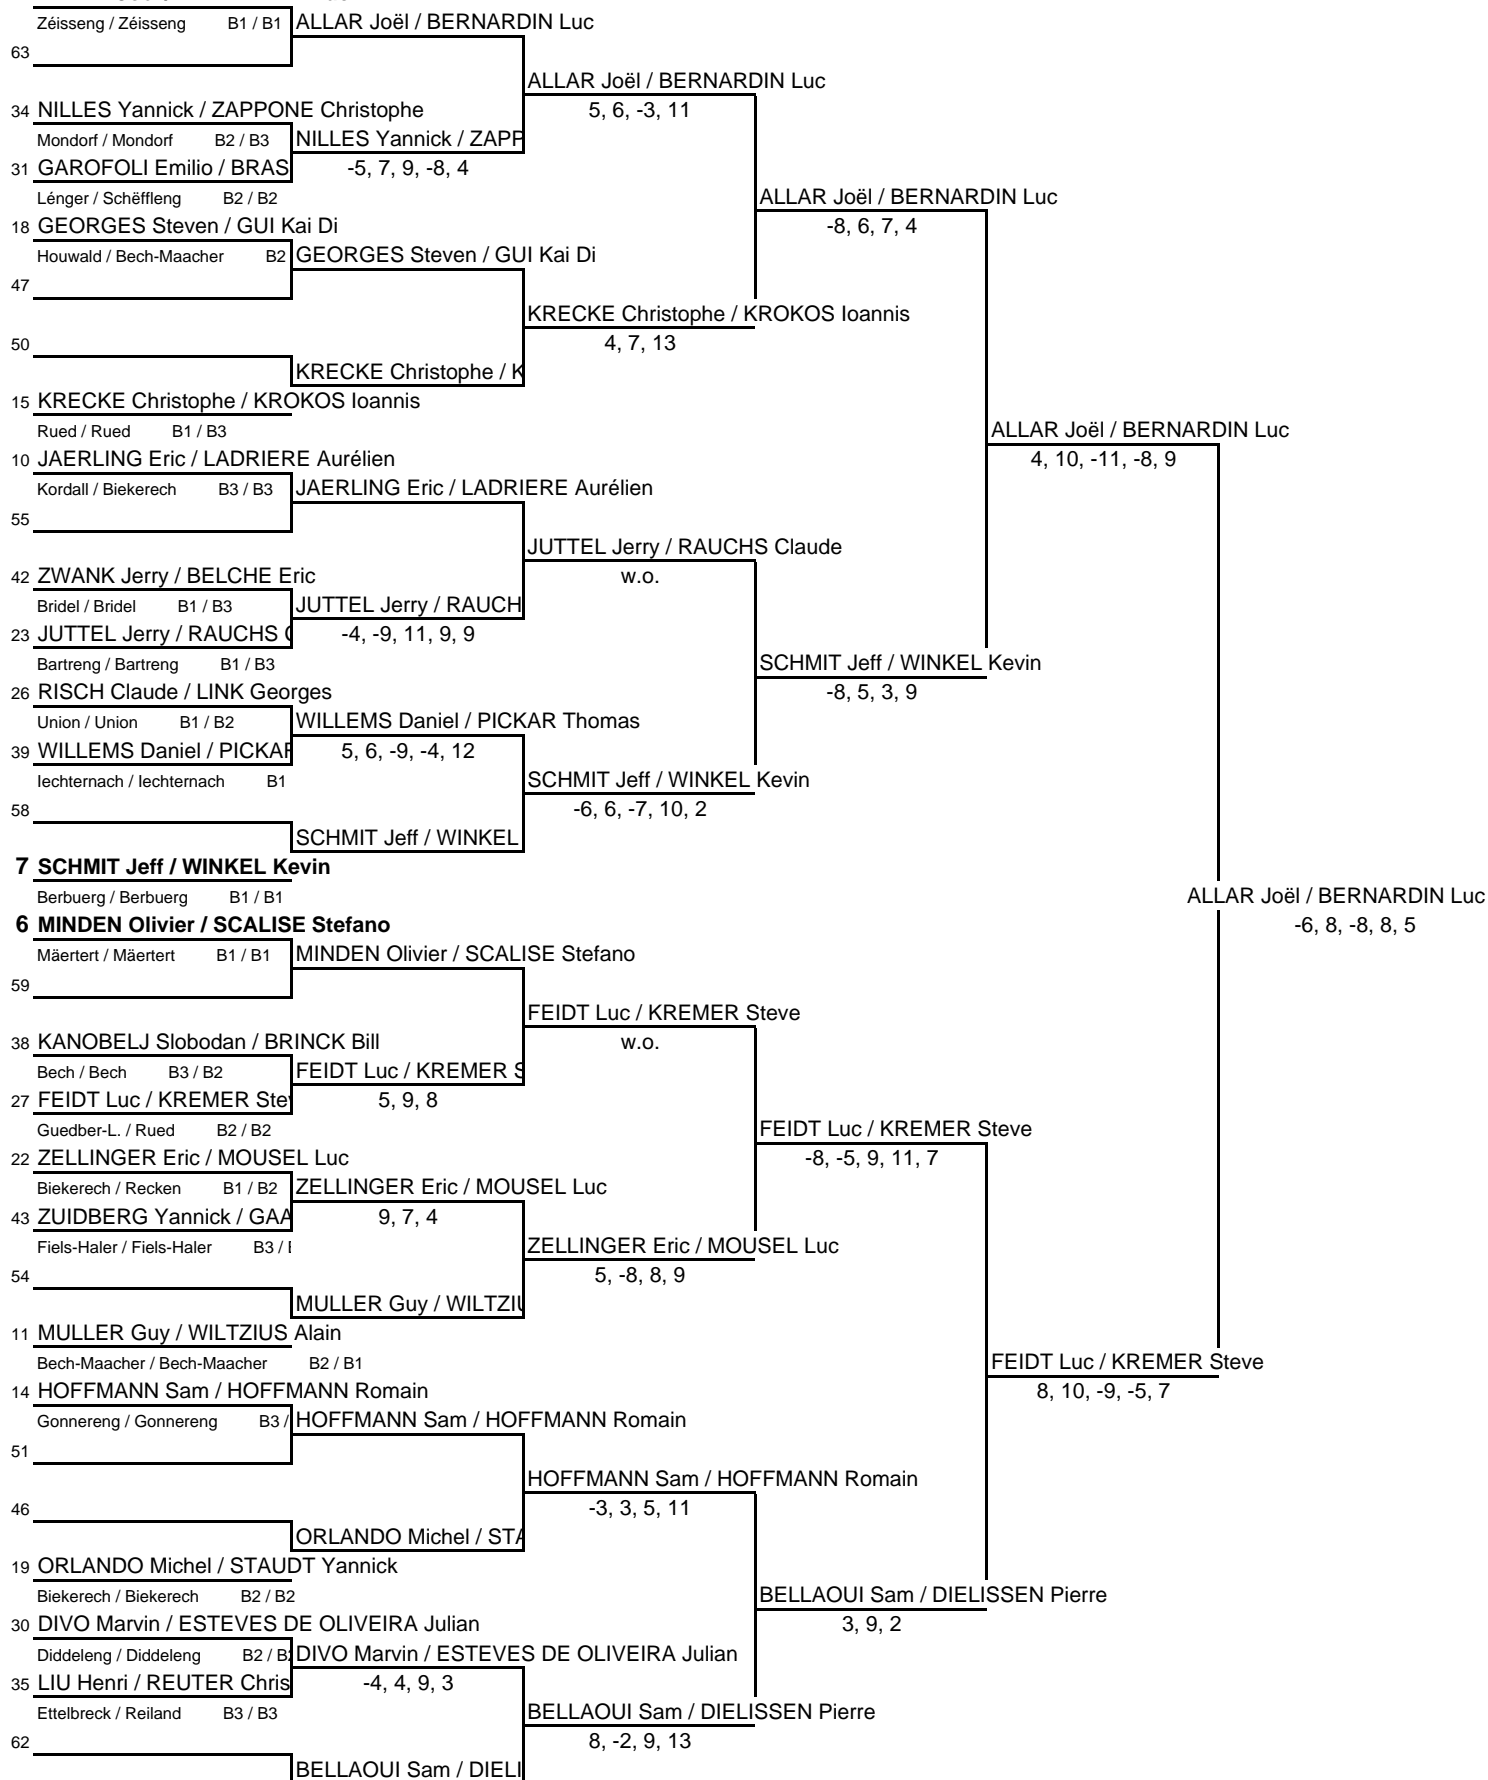 Zéisseng / Zéisseng B1 / B1 ALLAR Joël / BERNARDIN Luc
63
ALLAR Joël / BERNARDIN Luc
34 NILLES Yannick / ZAPPONE Christophe 5, 6, -3, 11
Mondorf / Mondorf B2 / B3 NILLES Yannick / ZAPP
31 GAROFOLI Emilio / BRAS -5, 7, 9, -8, 4
Lénger / Schëffleng B2 / B2 ALLAR Joël / BERNARDIN Luc
18 GEORGES Steven / GUI Kai Di -8, 6, 7, 4
Houwald / Bech-Maacher B2 GEORGES Steven / GUI Kai Di
47
KRECKE Christophe / KROKOS Ioannis
50 4, 7, 13
KRECKE Christophe / K
15 KRECKE Christophe / KROKOS Ioannis
Rued / Rued B1 / B3 ALLAR Joël / BERNARDIN Luc
10 JAERLING Eric / LADRIERE Aurélien 4, 10, -11, -8, 9
Kordall / Biekerech B3 / B3 JAERLING Eric / LADRIERE Aurélien
55
JUTTEL Jerry / RAUCHS Claude
42 ZWANK Jerry / BELCHE Eric w.o.
Bridel / Bridel B1 / B3 JUTTEL Jerry / RAUCH
23 JUTTEL Jerry / RAUCHS -4, -9, 11, 9, 9
Bartreng / Bartreng B1 / B3 SCHMIT Jeff / WINKEL Kevin
26 RISCH Claude / LINK Georges -8, 5, 3, 9
Union / Union B1 / B2 WILLEMS Daniel / PICKAR Thomas
39 WILLEMS Daniel / PICKAR 5, 6, -9, -4, 12
Iechternach / Iechternach B1 SCHMIT Jeff / WINKEL Kevin
58 -6, 6, -7, 10, 2
SCHMIT Jeff / WINKEL
7 SCHMIT Jeff / WINKEL Kevin
Berbuerg / Berbuerg B1 / B1 ALLAR Joël / BERNARDIN Luc
6 MINDEN Olivier / SCALISE Stefano -6, 8, -8, 8, 5
Mäertert / Mäertert B1 / B1 MINDEN Olivier / SCALISE Stefano
59
FEIDT Luc / KREMER Steve
38 KANOBELJ Slobodan / BRINCK Bill w.o.
Bech / Bech B3 / B2 FEIDT Luc / KREMER S
27 FEIDT Luc / KREMER Stev 5, 9, 8
Guedber-L. / Rued B2 / B2 FEIDT Luc / KREMER Steve
22 ZELLINGER Eric / MOUSEL Luc -8, -5, 9, 11, 7
Biekerech / Recken B1 / B2 ZELLINGER Eric / MOUSEL Luc
43 ZUIDBERG Yannick / GAA 9, 7, 4
Fiels-Haler / Fiels-Haler B3 / ZELLINGER Eric / MOUSEL Luc
54 5, -8, 8, 9
MULLER Guy / WILTZIU
11 MULLER Guy / WILTZIUS Alain
Bech-Maacher / Bech-Maacher B2 / B1 FEIDT Luc / KREMER Steve
14 HOFFMANN Sam / HOFFMANN Romain 8, 10, -9, -5, 7
Gonnereng / Gonnereng B3 / HOFFMANN Sam / HOFFMANN Romain
51
HOFFMANN Sam / HOFFMANN Romain
46 -3, 3, 5, 11
ORLANDO Michel / STA
19 ORLANDO Michel / STAUDT Yannick
Biekerech / Biekerech B2 / B2 BELLAOUI Sam / DIELISSEN Pierre
30 DIVO Marvin / ESTEVES DE OLIVEIRA Julian 3, 9, 2
Diddeleng / Diddeleng B2 / B2 DIVO Marvin / ESTEVES DE OLIVEIRA Julian
35 LIU Henri / REUTER Chris -4, 4, 9, 3
Ettelbreck / Reiland B3 / B3 BELLAOUI Sam / DIELISSEN Pierre
62 8, -2, 9, 13
BELLAOUI Sam / DIELI